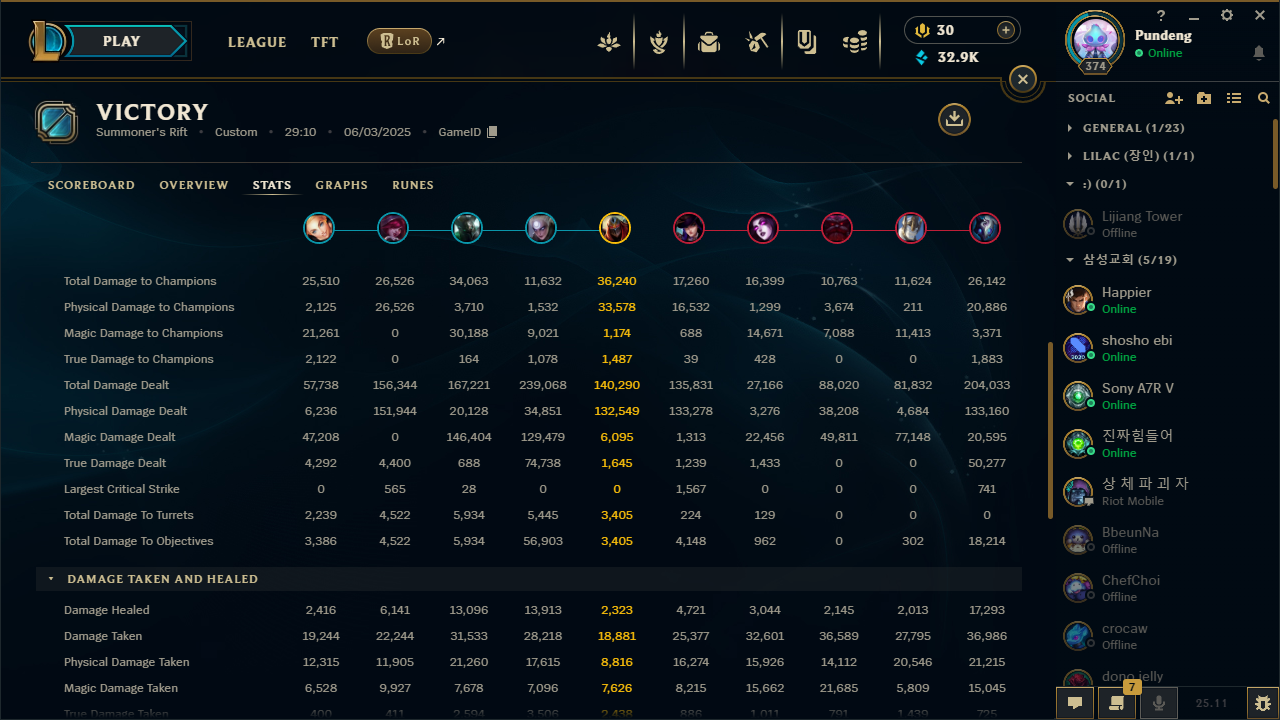 PLAY
LEAGUE
TFT
LoR
30
32.9K
374
Pundeng
Online
VICTORY
Summoner's Rift • Custom • 29:10 • 06/03/2025 • GameID
SCOREBOARD OVERVIEW STATS GRAPHS RUNES
Total Damage to Champions 25,510 26,526 34,063 11,632 36,240 17,260 16,399 10,763 11,624 26,142
Physical Damage to Champions 2,125 26,526 3,710 1,532 33,578 16,532 1,299 3,674 211 20,886
Magic Damage to Champions 21,261 0 30,188 9,021 1,174 688 14,671 7,088 11,413 3,371
True Damage to Champions 2,122 0 164 1,078 1,487 39 428 0 0 1,883
Total Damage Dealt 57,738 156,344 167,221 239,068 140,290 135,831 27,166 88,020 81,832 204,033
Physical Damage Dealt 6,236 151,944 20,128 34,851 132,549 133,278 3,276 38,208 4,684 133,160
Magic Damage Dealt 47,208 0 146,404 129,479 6,095 1,313 22,456 49,811 77,148 20,595
True Damage Dealt 4,292 4,400 688 74,738 1,645 1,239 1,433 0 0 50,277
Largest Critical Strike 0 565 28 0 0 1,567 0 0 0 741
Total Damage To Turrets 2,239 4,522 5,934 5,445 3,405 224 129 0 0 0
Total Damage To Objectives 3,386 4,522 5,934 56,903 3,405 4,148 962 0 302 18,214
DAMAGE TAKEN AND HEALED
Damage Healed 2,416 6,141 13,096 13,913 2,323 4,721 3,044 2,145 2,013 17,293
Damage Taken 19,244 22,244 31,533 28,218 18,881 25,377 32,601 36,589 27,795 36,986
Physical Damage Taken 12,315 11,905 21,260 17,615 8,816 16,274 15,926 14,112 20,546 21,215
Magic Damage Taken 6,528 9,927 7,678 7,096 7,626 8,215 15,662 21,685 5,809 15,045
True Damage Taken 400 411 2,594 3,506 2,438 886 1,011 791 1,439 725
SOCIAL
GENERAL (1/23)
LILAC (장인) (1/1)
:) (0/1)
Lijiang Tower
Offline
삼성교회 (5/19)
Happier
Online
shosho ebi
Online
2020
Sony A7R V
Online
진짜힘들어
Online
상 체 파 괴 자
Riot Mobile
BbeunNa
Offline
ChefChoi
Offline
crocaw
Offline
dono jelly
7
25.11